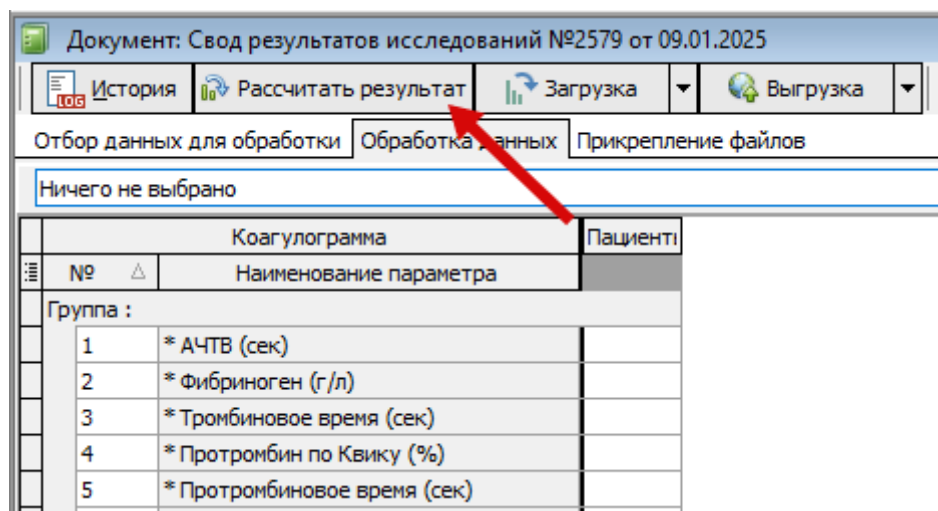 Документ: Свод результатов исследований №2579 от 09.01.2025
LOG История Рассчитать результат Загрузка Выгрузка
Отбор данных для обработки Обработка данных Прикрепление файлов
Ничего не выбрано
Коагулограмма Пациенты
№ Наименование параметра
Группа :
1 * АЧТВ (сек)
2 * Фибриноген (г/л)
3 * Тромбиновое время (сек)
4 * Протромбин по Квику (%)
5 * Протромбиновое время (сек)